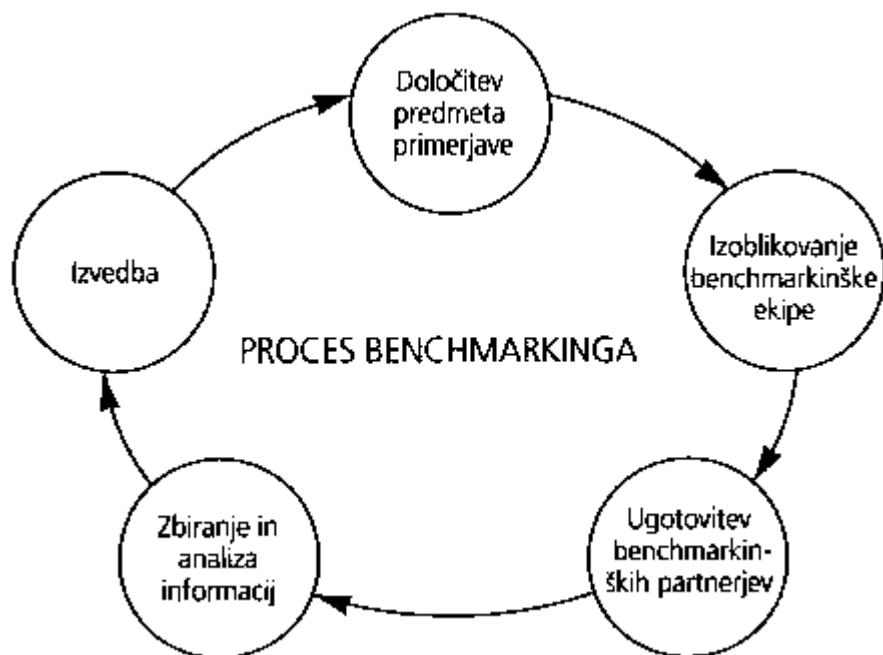 Določitev
predmeta
primerjave
Izoblikovanje
benchmarkinške
ekipe
Ugotovitev
benchmarkin-
ških partnerjev
Zbiranje in
analiza
informacij
Izvedba
PROCES BENCHMARKINGA